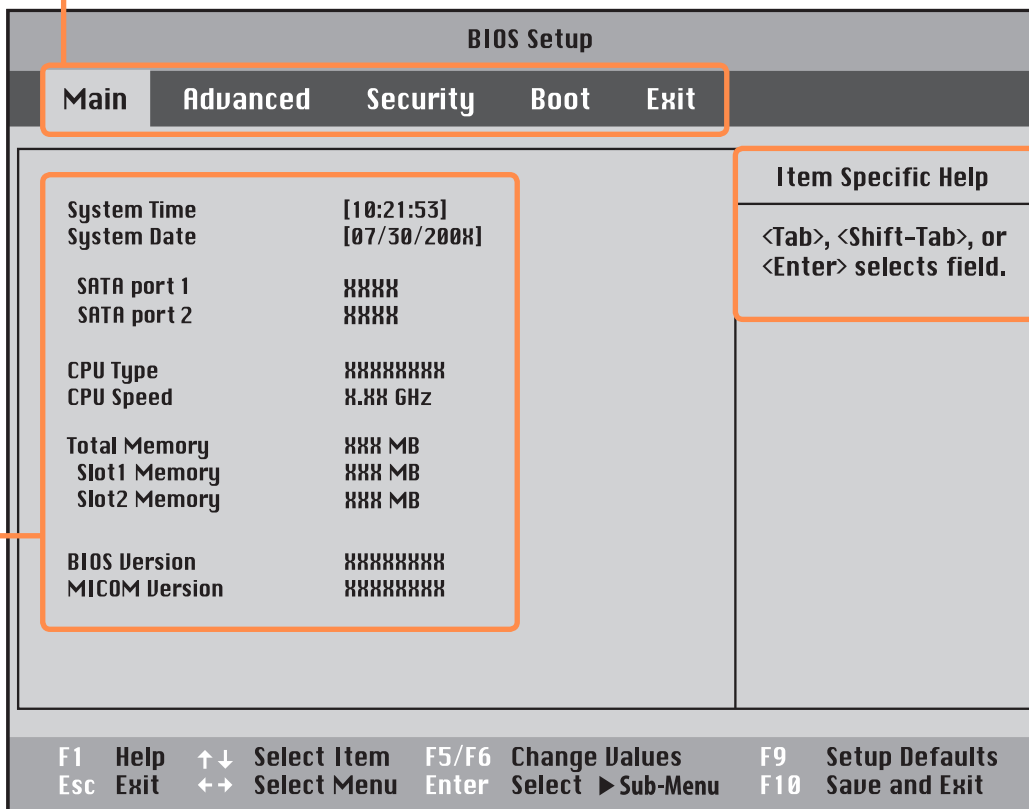 BIOS Setup
Main Advanced Security Boot Exit
Item Specific Help
<Tab>, <Shift-Tab>, or
<Enter> selects field.
System Time [10:21:53]
System Date [07/30/200X]
SATA port 1 XXXX
SATA port 2 XXXX
CPU Type XXXXXXXX
CPU Speed X.XX GHz
Total Memory XXX MB
Slot1 Memory XXX MB
Slot2 Memory XXX MB
BIOS Version XXXXXXXX
MICOM Version XXXXXXXX
F1 Help ↑↓ Select Item F5/F6 Change Values F9 Setup Defaults
Esc Exit ←→ Select Menu Enter Select ▶Sub-Menu F10 Save and Exit